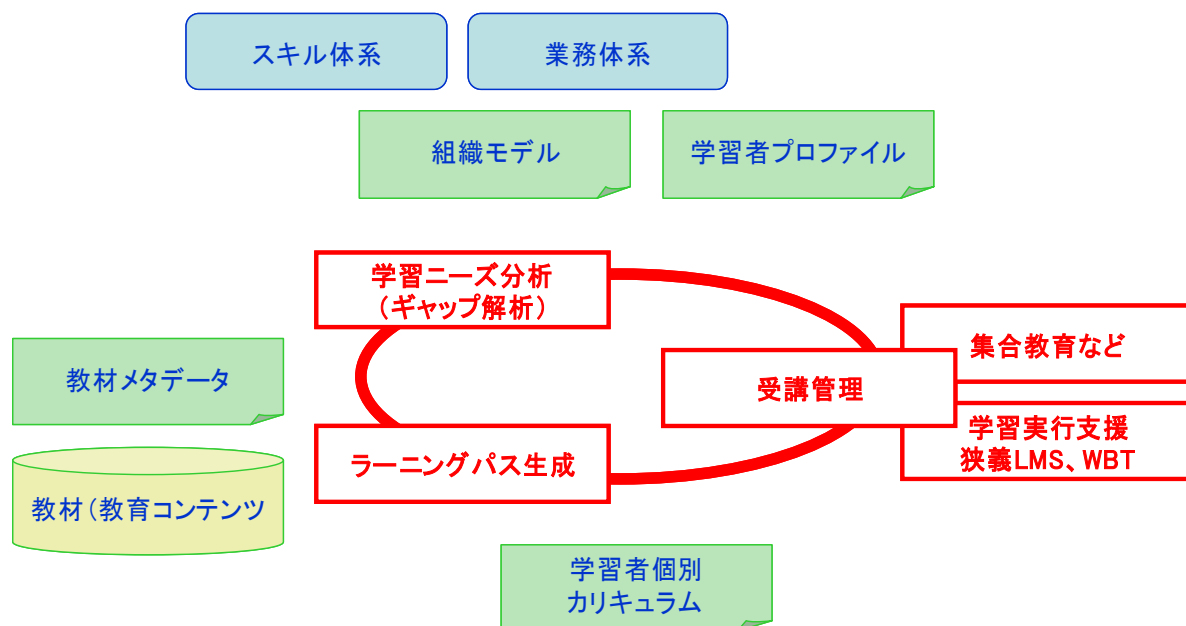 スキル体系
業務体系
組織モデル
学習者プロファイル
学習ニーズ分析
（ギャップ解析）
集合教育など
教材メタデータ
受講管理
学習実行支援
狭義LMS、WBT
ラーニングパス生成
教材（教育コンテンツ
学習者個別
カリキュラム